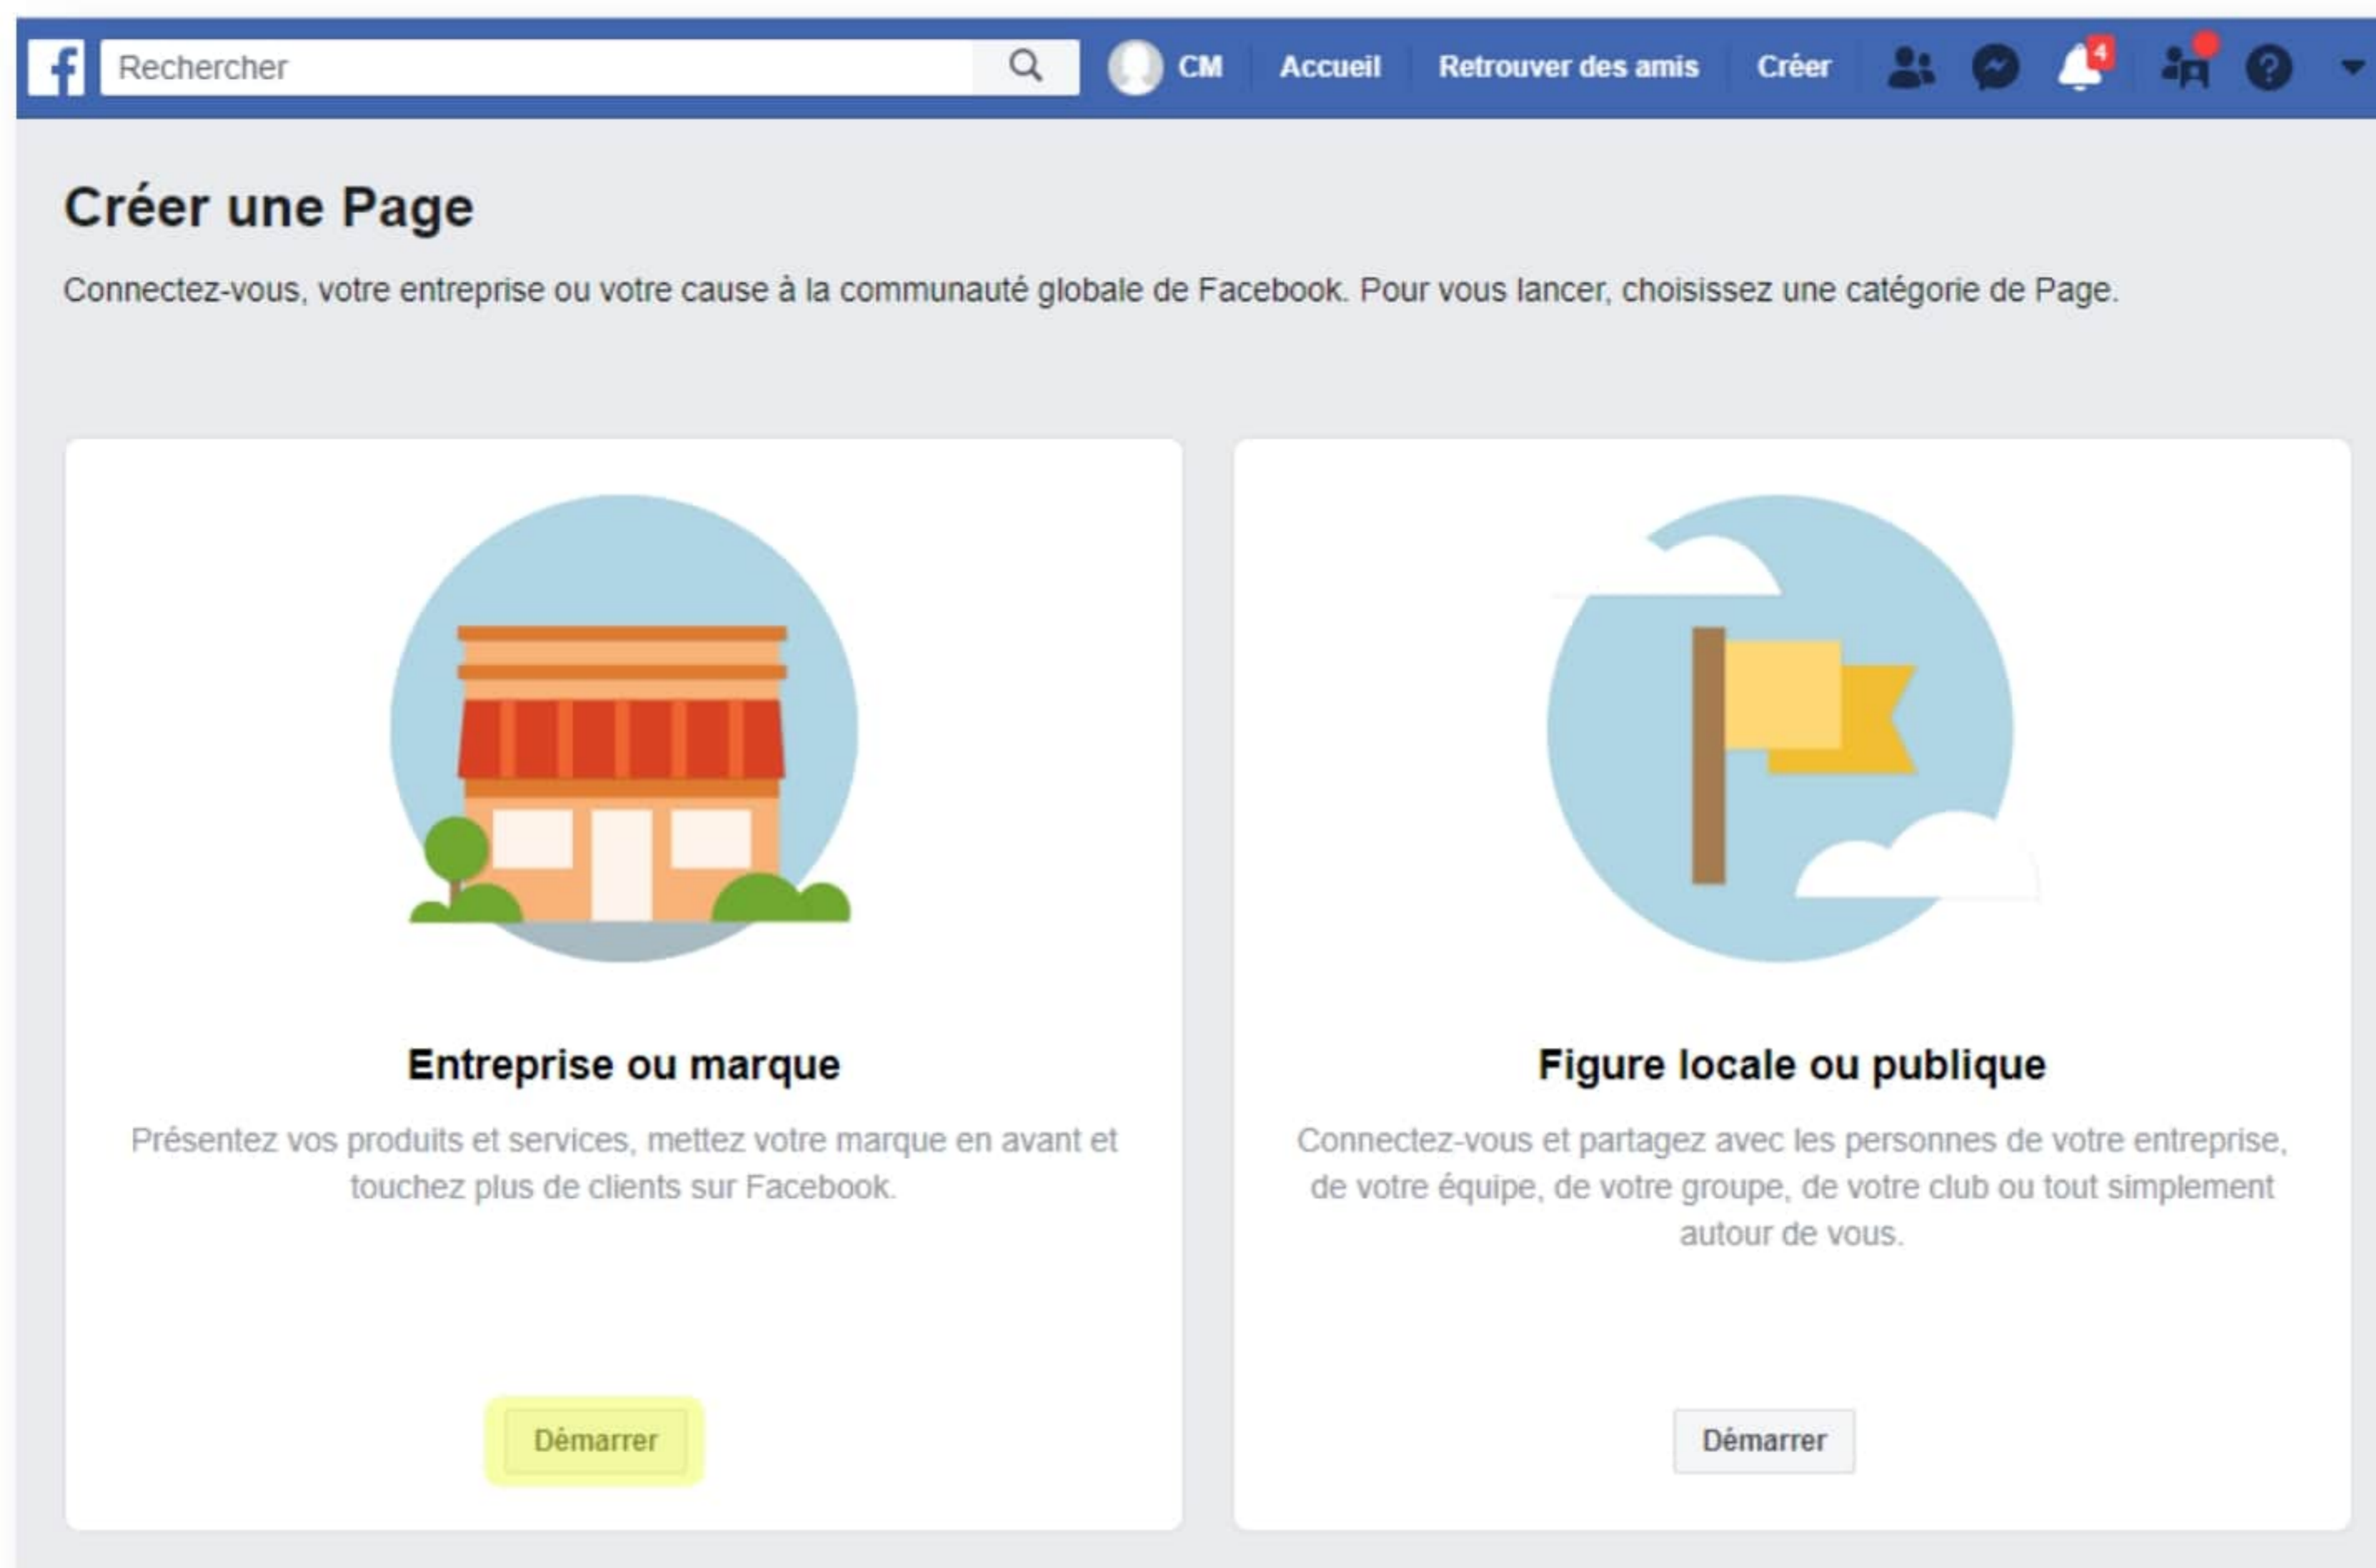 f
Rechercher
CM
Accueil
Retrouver des amis
Créer
4
?
Créer une Page
Connectez-vous, votre entreprise ou votre cause à la communauté globale de Facebook. Pour vous lancer, choisissez une catégorie de Page.
Entreprise ou marque
Présentez vos produits et services, mettez votre marque en avant et
touchez plus de clients sur Facebook.
Démarrer
Figure locale ou publique
Connectez-vous et partagez avec les personnes de votre entreprise,
de votre équipe, de votre groupe, de votre club ou tout simplement
autour de vous.
Démarrer